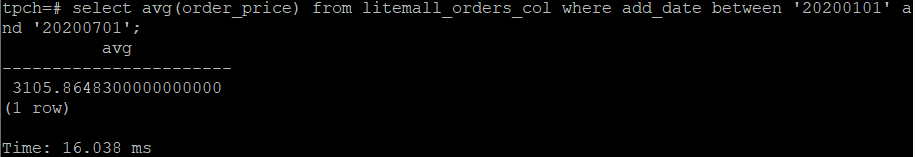 tpch=# select avg(order_price) from litemall_orders_col where add_date between '20200101' a
nd '20200701';
avg
-----------------------
3105.8648300000000000
(1 row)
Time: 16.038 ms